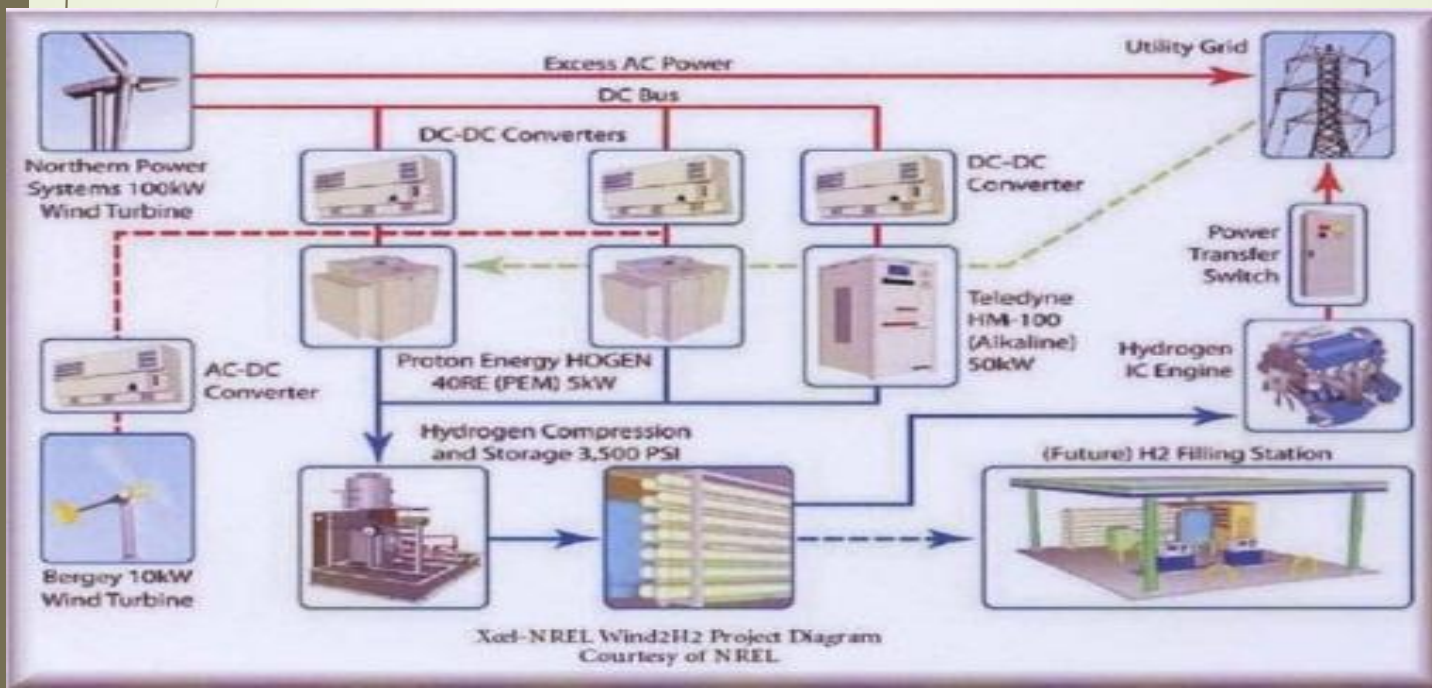 Excess AC Power
Utility Grid
DC Bus
DC-DC Converters
Northern Power
Systems 100kW
Wind Turbine
DC-DC
Converter
Power
Transfer
Switch
AC-DC
Converter
Proton Energy HOGEN
40RE (PEM) 5kW
Teledyne
HM-100
(Alkaline)
50kW
Hydrogen
IC Engine
Hydrogen Compression
and Storage 3,500 PSI
(Future) H2 Filling Station
Bergey 10kW
Wind Turbine
Xcel-NREL Wind2H2 Project Diagram
Courtesy of NREL